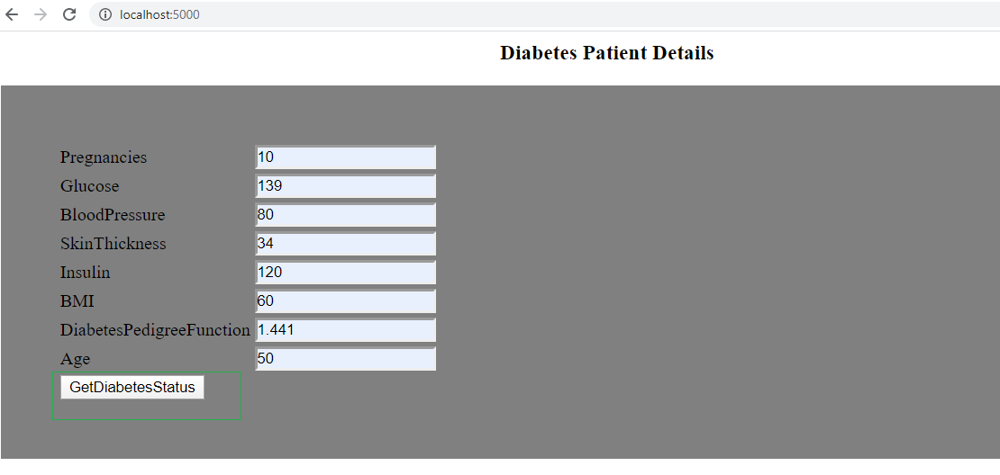 localhost:5000
Diabetes Patient Details
Pregnancies 10
Glucose 139
BloodPressure 80
SkinThickness 34
Insulin 120
BMI 60
DiabetesPedigreeFunction 1.441
Age 50
GetDiabetesStatus